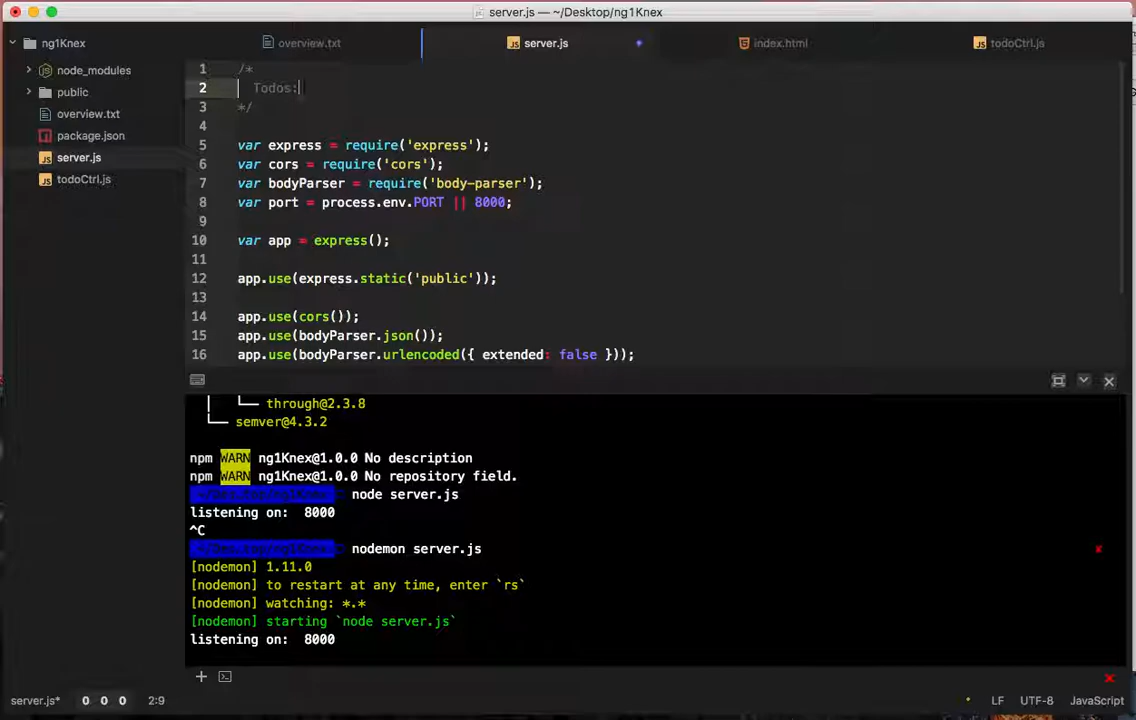 server.js — ~/Desktop/ng1Knex
ng1Knex
overview.txt
server.js
index.html
todoCtrl.js
node_modules
public
overview.txt
package.json
server.js
todoCtrl.js
1 /*
2 Todos:
3 */
4
5 var express = require('express');
6 var cors = require('cors');
7 var bodyParser = require('body-parser');
8 var port = process.env.PORT || 8000;
9
10 var app = express();
11
12 app.use(express.static('public'));
13
14 app.use(cors());
15 app.use(bodyParser.json());
16 app.use(bodyParser.urlencoded({ extended: false }));
│ └── through@2.3.8
└── semver@4.3.2
npm WARN ng1Knex@1.0.0 No description
npm WARN ng1Knex@1.0.0 No repository field.
~/Des.top/ng1Knex. node server.js
listening on: 8000
^C
~/Des.top/ng1Knex. nodemon server.js
[nodemon] 1.11.0
[nodemon] to restart at any time, enter `rs`
[nodemon] watching: *.*
[nodemon] starting `node server.js`
listening on: 8000
server.js* 0 0 0 2:9
LF UTF-8 JavaScript